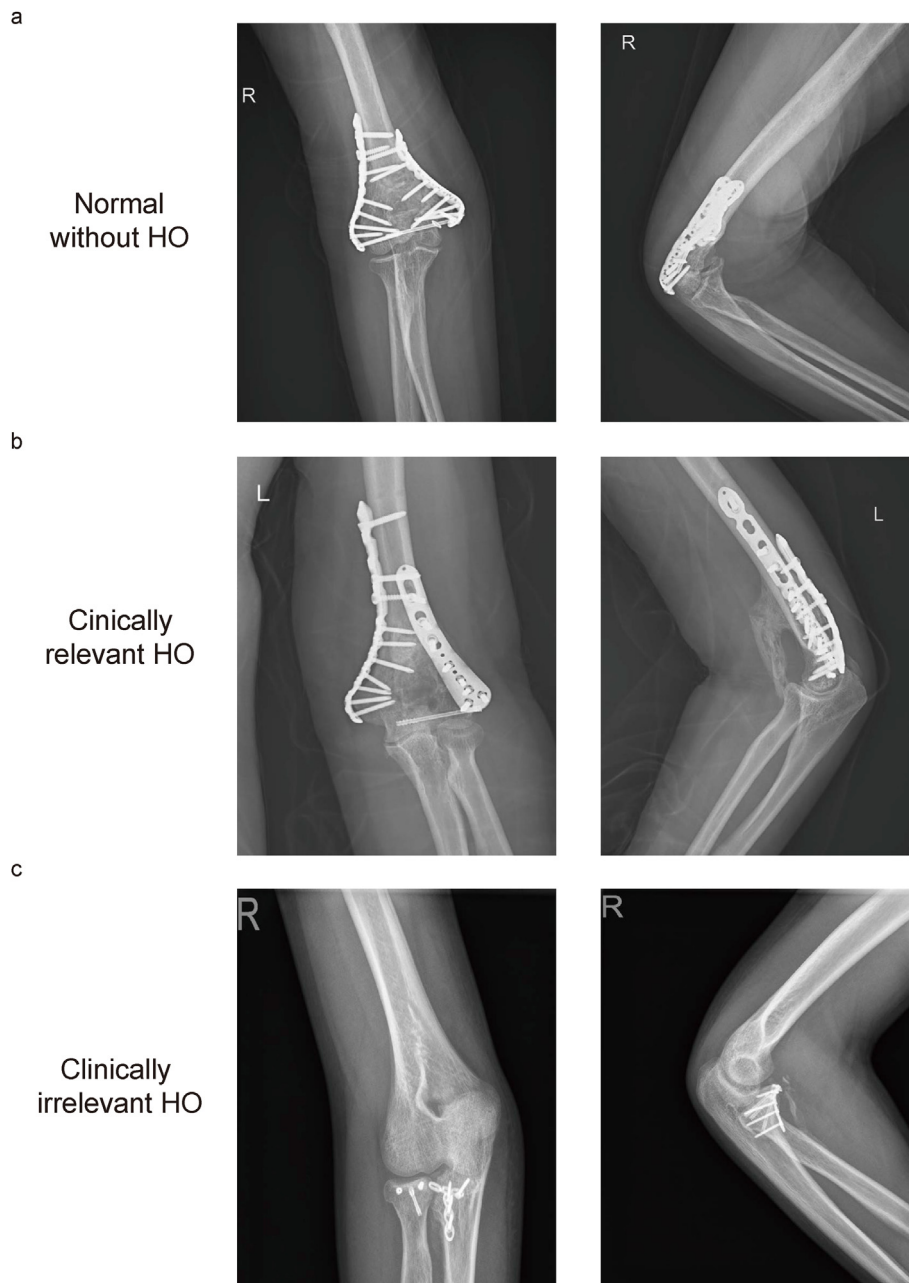 a
R
R
Normal
without HO
b
L
L
Cinically
relevant HO
c
R
R
Clinically
irrelevant HO